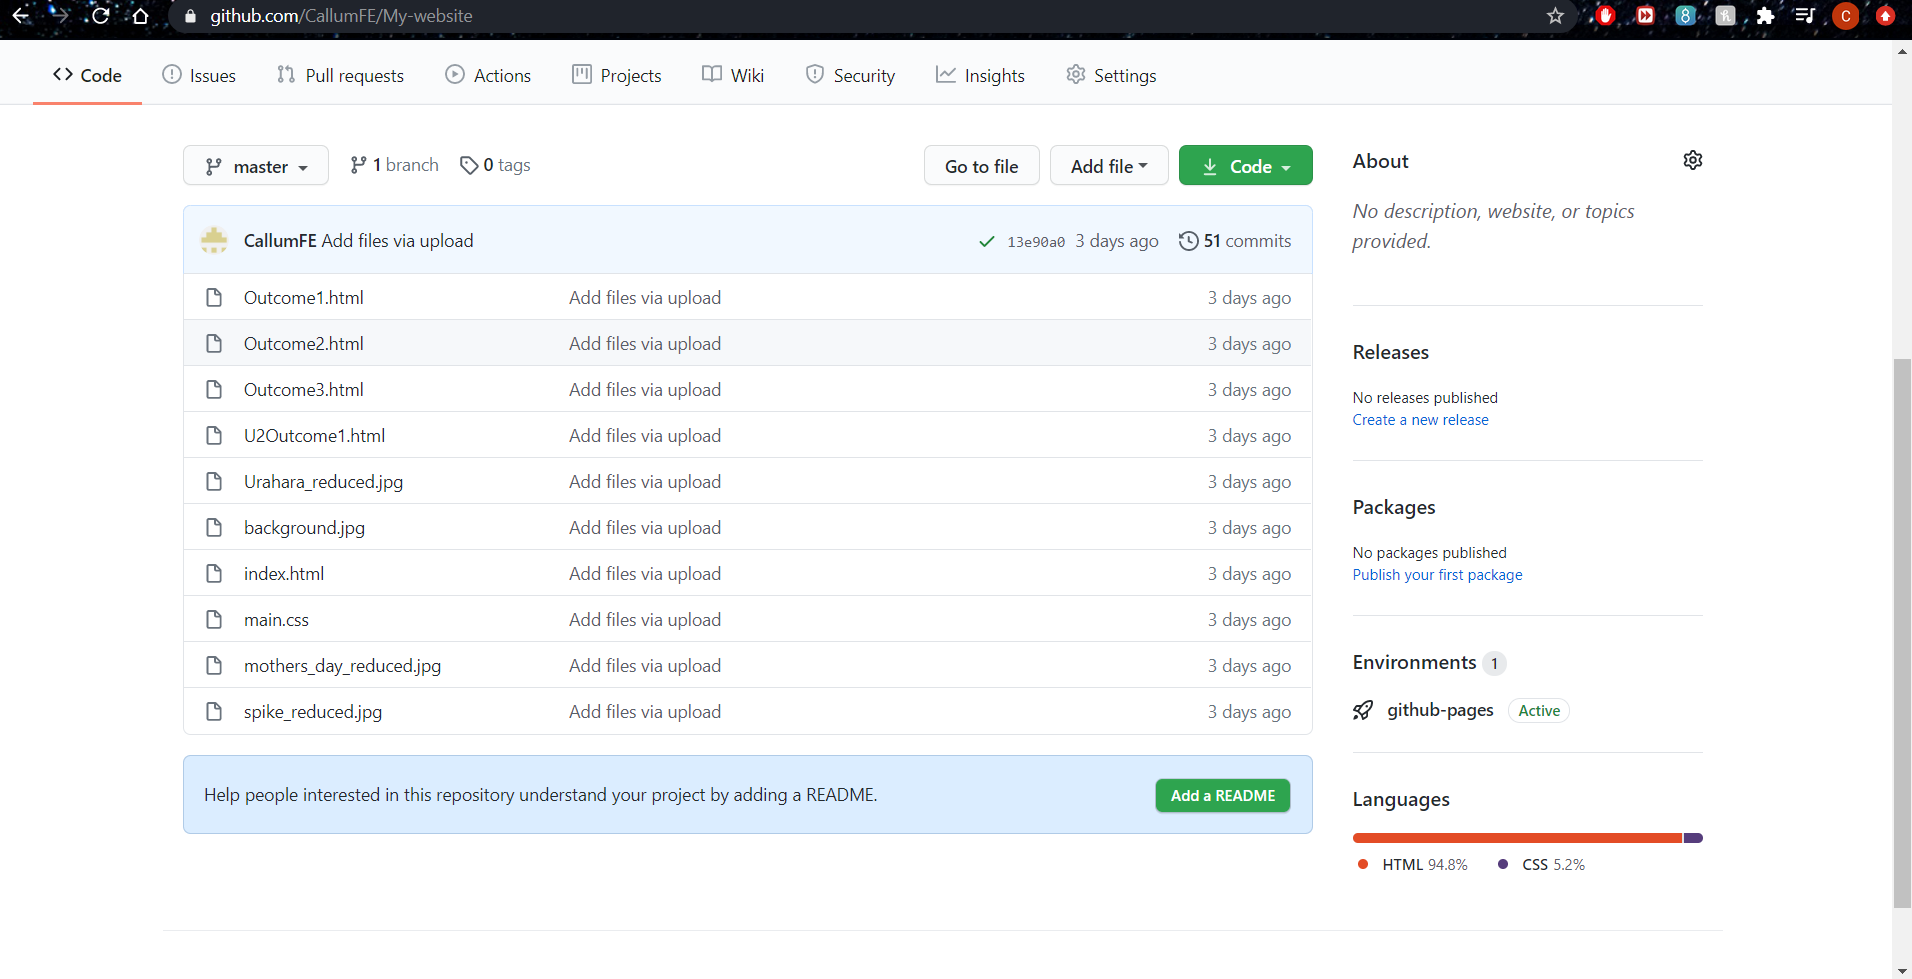 github.com/CallumFE/My-website
8
C
Code Issues Pull requests Actions Projects Wiki Security Insights Settings
master 1 branch 0 tags Go to file Add file Code
CallumFE Add files via upload 13e90a0 3 days ago 51 commits
Outcome1.html Add files via upload 3 days ago
Outcome2.html Add files via upload 3 days ago
Outcome3.html Add files via upload 3 days ago
U2Outcome1.html Add files via upload 3 days ago
Urahara_reduced.jpg Add files via upload 3 days ago
background.jpg Add files via upload 3 days ago
index.html Add files via upload 3 days ago
main.css Add files via upload 3 days ago
mothers_day_reduced.jpg Add files via upload 3 days ago
spike_reduced.jpg Add files via upload 3 days ago
Help people interested in this repository understand your project by adding a README. Add a README
About
No description, website, or topics
provided.
Releases
No releases published
Create a new release
Packages
No packages published
Publish your first package
Environments 1
github-pages Active
Languages
HTML 94.8% CSS 5.2%